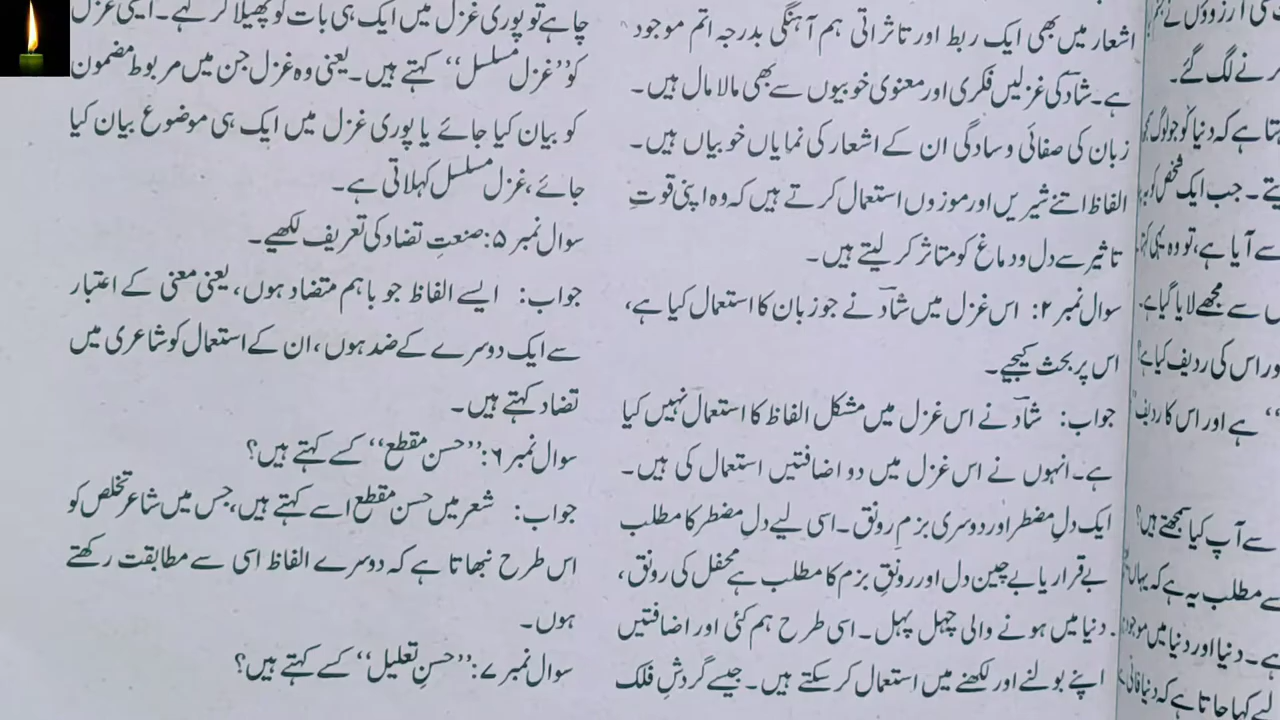 اشعار میں بھی ایک ربط اور تاثراتی ہم آہنگی بدرجہ اتم موجود
ہے۔ شادؔ کی غزلیں فکری اور معنوی خوبیوں سے بھی مالا مال ہیں۔
زبان کی صفائی و سادگی ان کے اشعار کی نمایاں خوبیاں ہیں۔
الفاظ اتنے شیریں اور موزوں استعمال کرتے ہیں کہ وہ اپنی قوتِ
تاثیر سے دل و دماغ کو متاثر کر لیتے ہیں۔
سوال نمبر ۲: اس غزل میں شادؔ نے جو زبان کا استعمال کیا ہے،
اس پر بحث کیجیے۔
جواب: شادؔ نے اس غزل میں مشکل الفاظ کا استعمال نہیں کیا
ہے۔ انہوں نے اس غزل میں دو اضافتیں استعمال کی ہیں۔
ایک دلِ مضطر اور دوسری بزمِ رونق۔ اسی لیے دلِ مضطر کا مطلب
بے قرار یا بے چین دل اور رونقِ بزم کا مطلب ہے محفل کی رونق،
دنیا میں ہونے والی چہل پہل۔ اسی طرح ہم کئی اور اضافتیں
اپنے بولنے اور لکھنے میں استعمال کر سکتے ہیں۔ جیسے گردشِ فلک
چاہے تو پوری غزل میں ایک ہی بات کو پھیلا کر کہے۔ ایسی غزل
کو ”غزل مسلسل“ کہتے ہیں۔ یعنی وہ غزل جن میں مربوط مضمون
کو بیان کیا جائے یا پوری غزل میں ایک ہی موضوع بیان کیا
جائے، غزل مسلسل کہلاتی ہے۔
سوال نمبر ۵: صنعتِ تضاد کی تعریف لکھیے۔
جواب: ایسے الفاظ جو باہم متضاد ہوں، یعنی معنی کے اعتبار
سے ایک دوسرے کے ضد ہوں، ان کے استعمال کو شاعری میں
تضاد کہتے ہیں۔
سوال نمبر ۶: ”حسن مقطع“ کسے کہتے ہیں؟
جواب: شعر میں حسن مقطع اسے کہتے ہیں، جس میں شاعر تخلص کو
اس طرح نبھاتا ہے کہ دوسرے الفاظ اسی سے مطابقت رکھتے
ہوں۔
سوال نمبر ۷: ”حسنِ تعلیل“ کسے کہتے ہیں؟